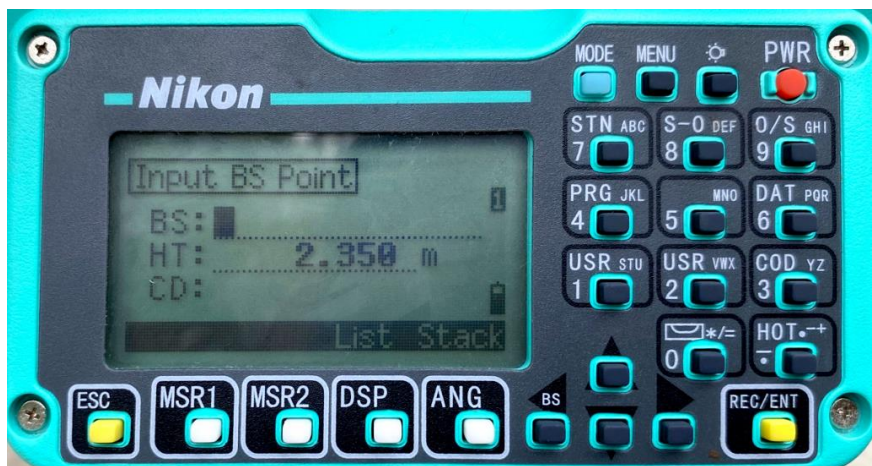 Nikon
MODE MENU PWR
STN ABC S-O DEF O/S GHI
7 8 9
PRG JKL MNO DAT PQR
4 5 6
USR STU USR VWX COD YZ
1 2 3
*/= HOT•-+
0 -•
Input BS Point
1
BS:
HT: 2.350 m
CD:
List Stack
ESC MSR1 MSR2 DSP ANG BS REC/ENT